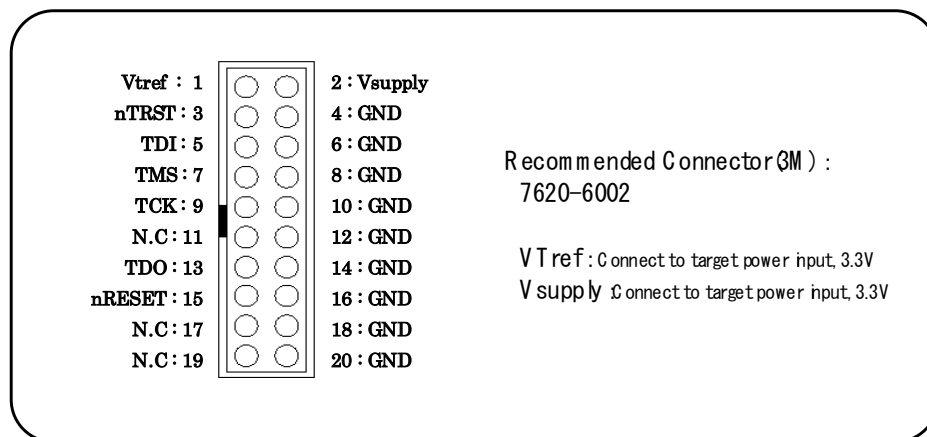 Vtref : 1
2 : Vsupply
nTRST : 3
4 : GND
TDI : 5
6 : GND
TMS : 7
8 : GND
TCK : 9
10 : GND
N.C : 11
12 : GND
TDO : 13
14 : GND
nRESET : 15
16 : GND
N.C : 17
18 : GND
N.C : 19
20 : GND
Recommended Connector(3M) :
7620-6002
VTref : Connect to target power input, 3.3V
Vsupply :Connect to target power input, 3.3V